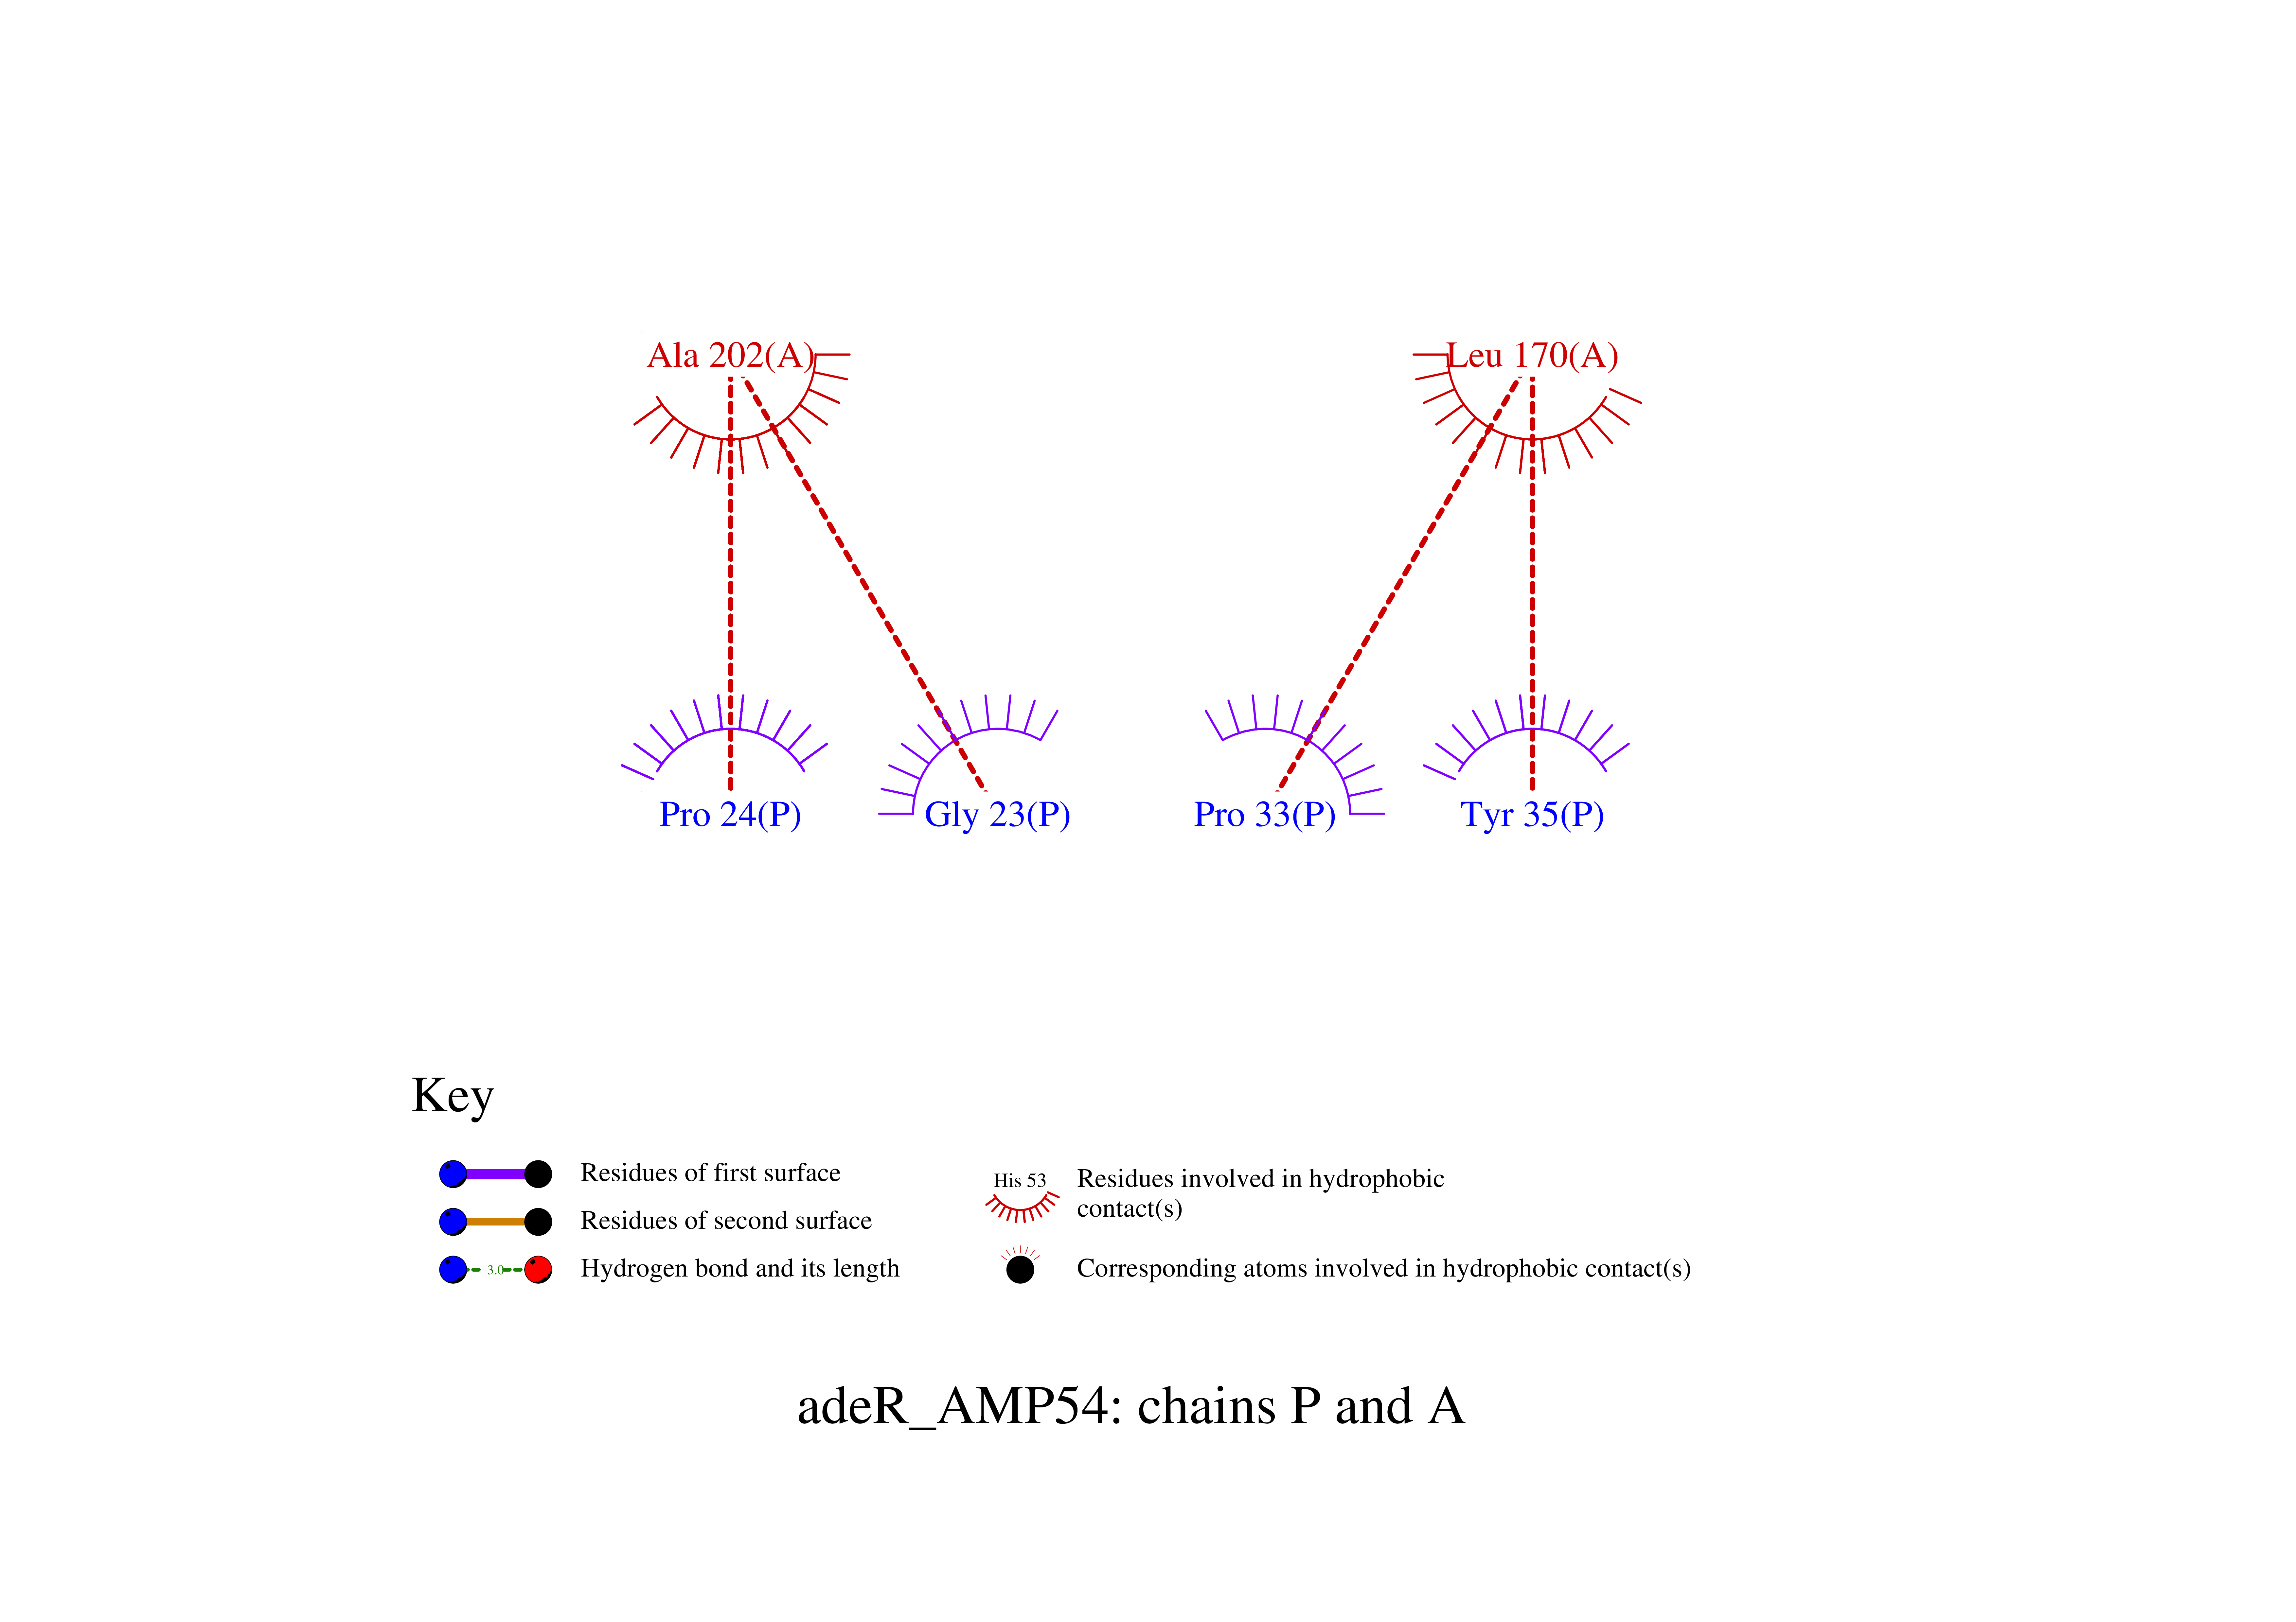 Ala 202(A)
Leu 170(A)
Pro 24(P)
Gly 23(P)
Pro 33(P)
Tyr 35(P)
Key
Residues of first surface
Residues of second surface
3.0
Hydrogen bond and its length
His 53
Residues involved in hydrophobic
contact(s)
Corresponding atoms involved in hydrophobic contact(s)
adeR_AMP54: chains P and A